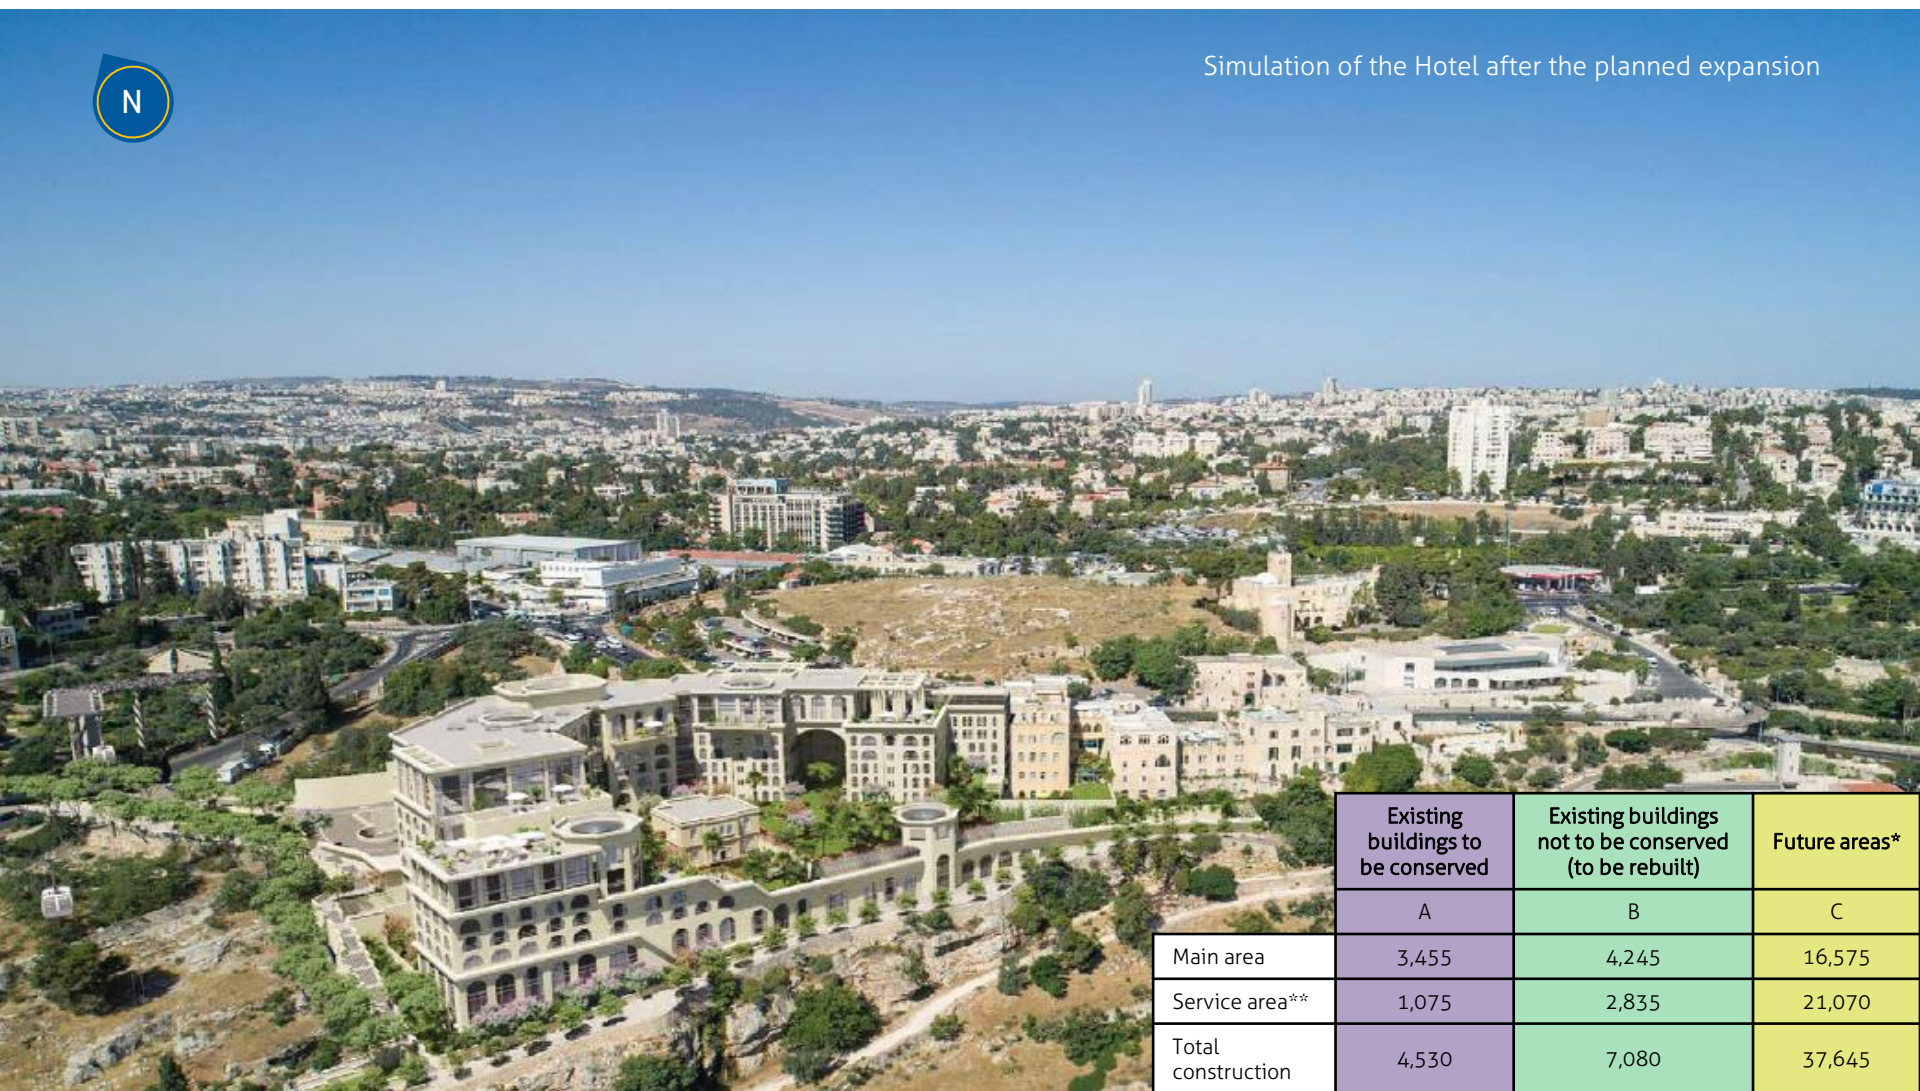 N
Simulation of the Hotel after the planned expansion
Existing
buildings to
be conserved
Existing buildings
not to be conserved
(to be rebuilt)
Future areas*
A
B
C
Main area
3,455
4,245
16,575
Service area**
1,075
2,835
21,070
Total
construction
4,530
7,080
37,645